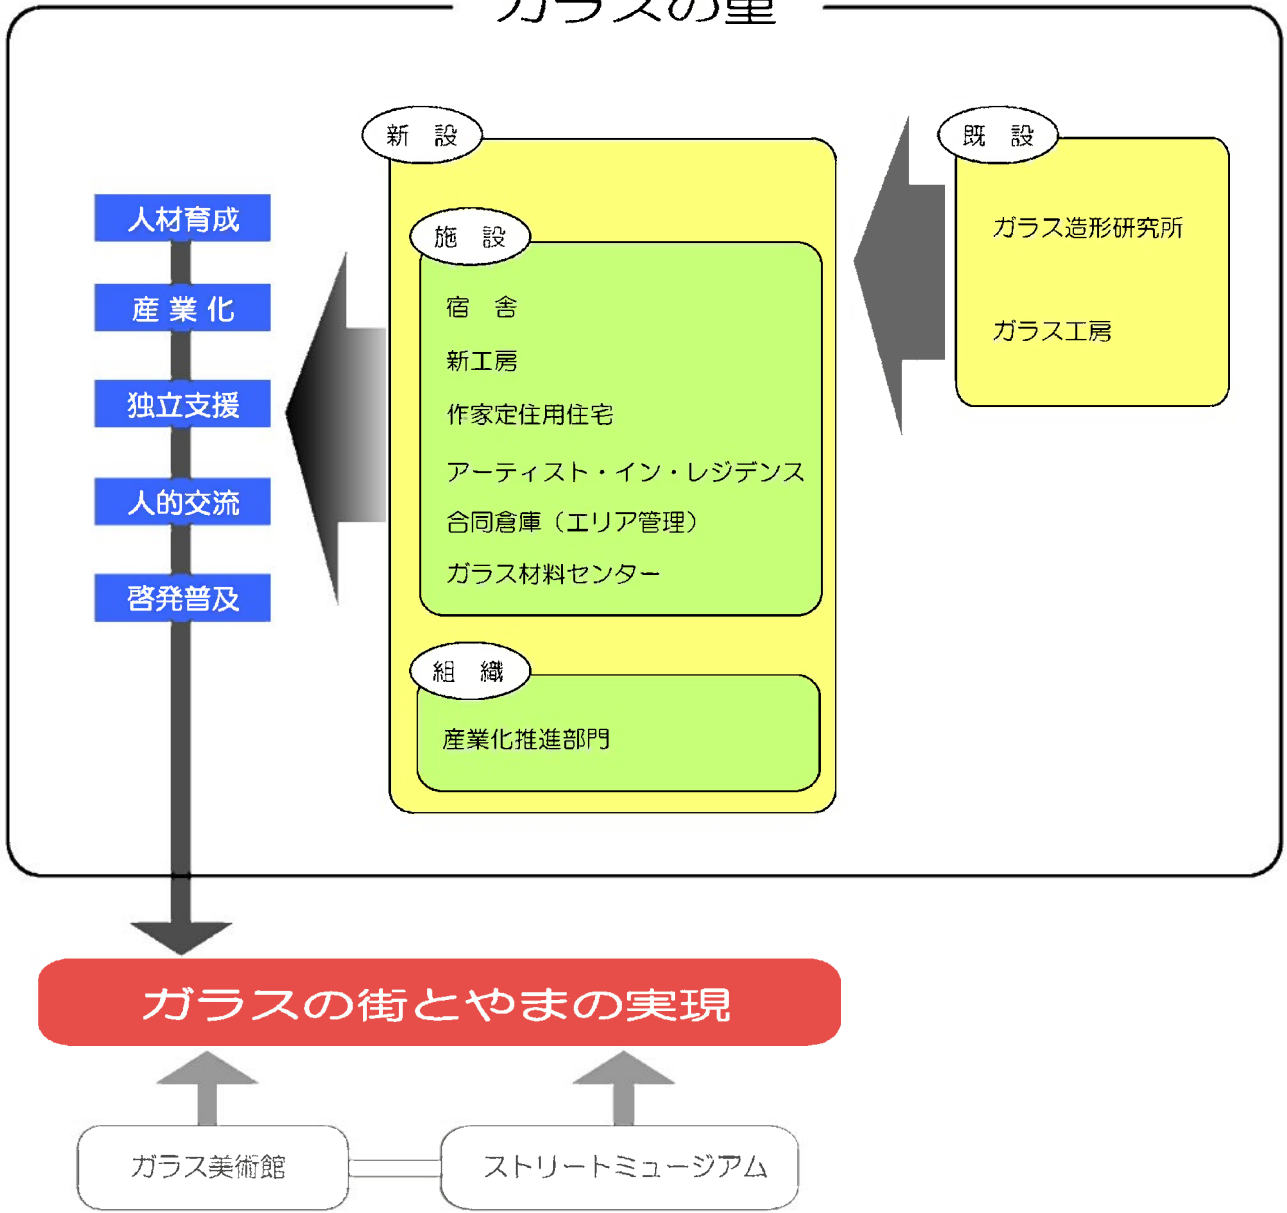 ガラスの里
新 設
既 設
人材育成
産業化
独立支援
人的交流
啓発普及
施 設
宿 舎
新工房
作家定住用住宅
アーティスト・イン・レジデンス
合同倉庫（エリア管理）
ガラス材料センター
組 織
産業化推進部門
ガラス造形研究所
ガラス工房
ガラスの街とやまの実現
ガラス美術館
ストリートミュージアム